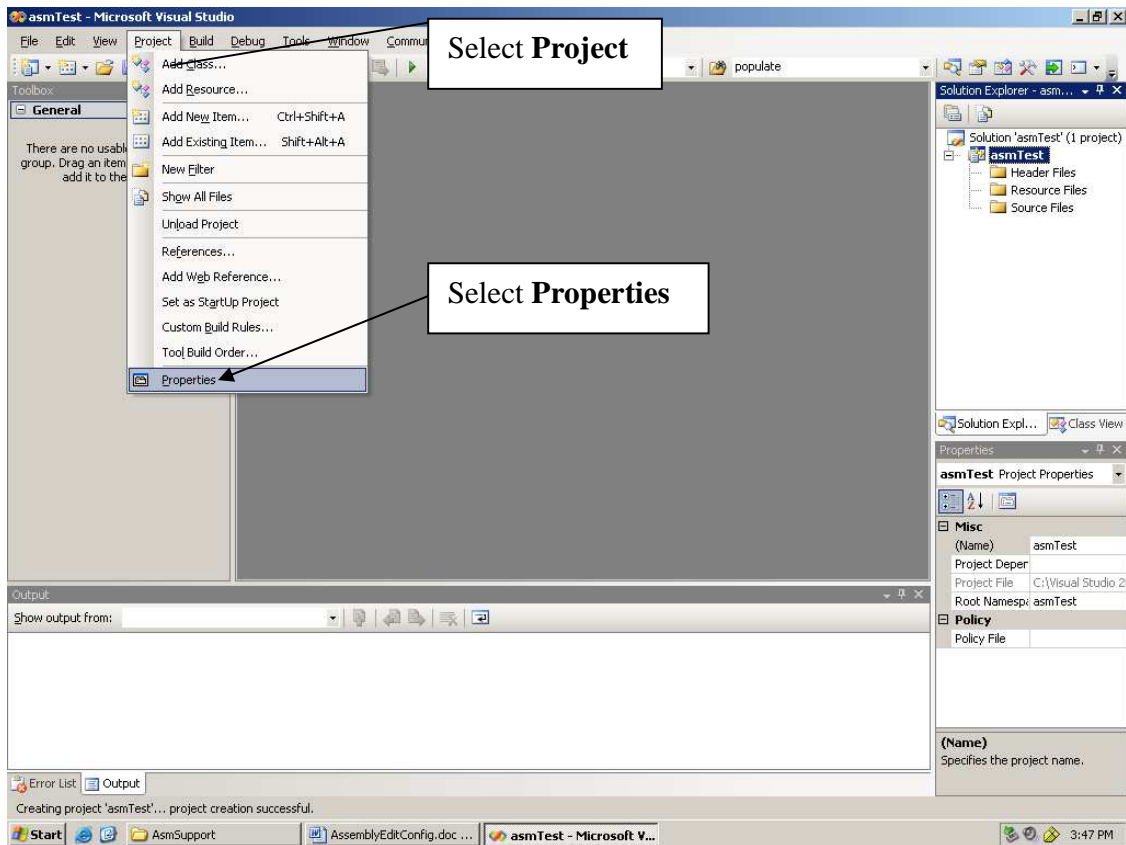 asmTest - Microsoft Visual Studio
File Edit View Project Build Debug Tools Window Commu
Select Project
populate
Add Class...
Add Resource...
Add New Item... Ctrl+Shift+A
Add Existing Item... Shift+Alt+A
New Filter
Show All Files
Unload Project
References...
Add Web Reference...
Set as StartUp Project
Custom Build Rules...
Tool Build Order...
Properties
Select Properties
Toolbox
General
There are no usabl
group. Drag an item
add it to the
Solution Explorer - asm...
Solution 'asmTest' (1 project)
asmTest
Header Files
Resource Files
Source Files
Solution Expl... Class View
Properties
asmTest Project Properties
Misc
(Name) asmTest
Project Deper
Project File C:\Visual Studio 2
Root Namespa asmTest
Policy
Policy File
(Name)
Specifies the project name.
Output
Show output from:
Error List Output
Creating project 'asmTest'... project creation successful.
Start AsmSupport AssemblyEditConfig.doc ... asmTest - Microsoft V... 3:47 PM